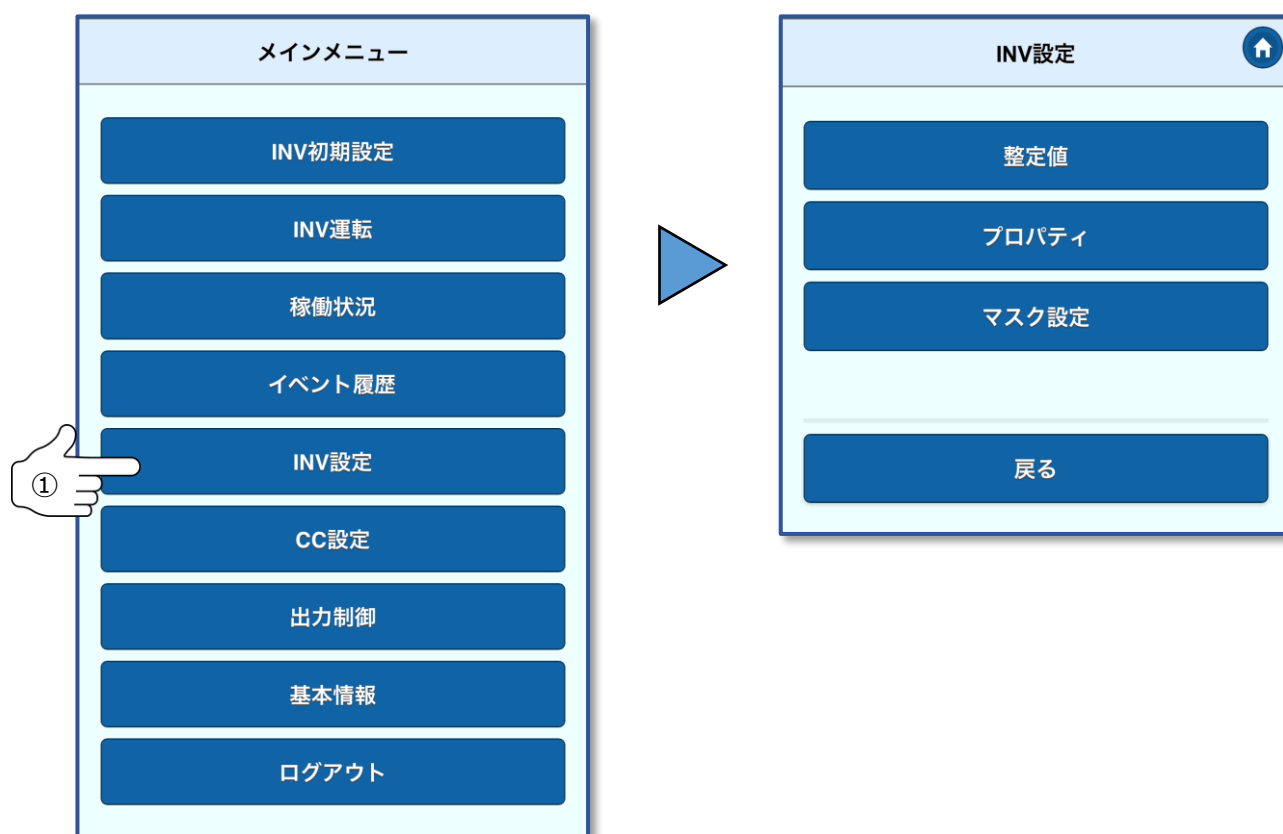 メインメニュー
INV初期設定
INV運転
稼働状況
イベント履歴
INV設定
①
CC設定
出力制御
基本情報
ログアウト
INV設定
整定値
プロパティ
マスク設定
戻る